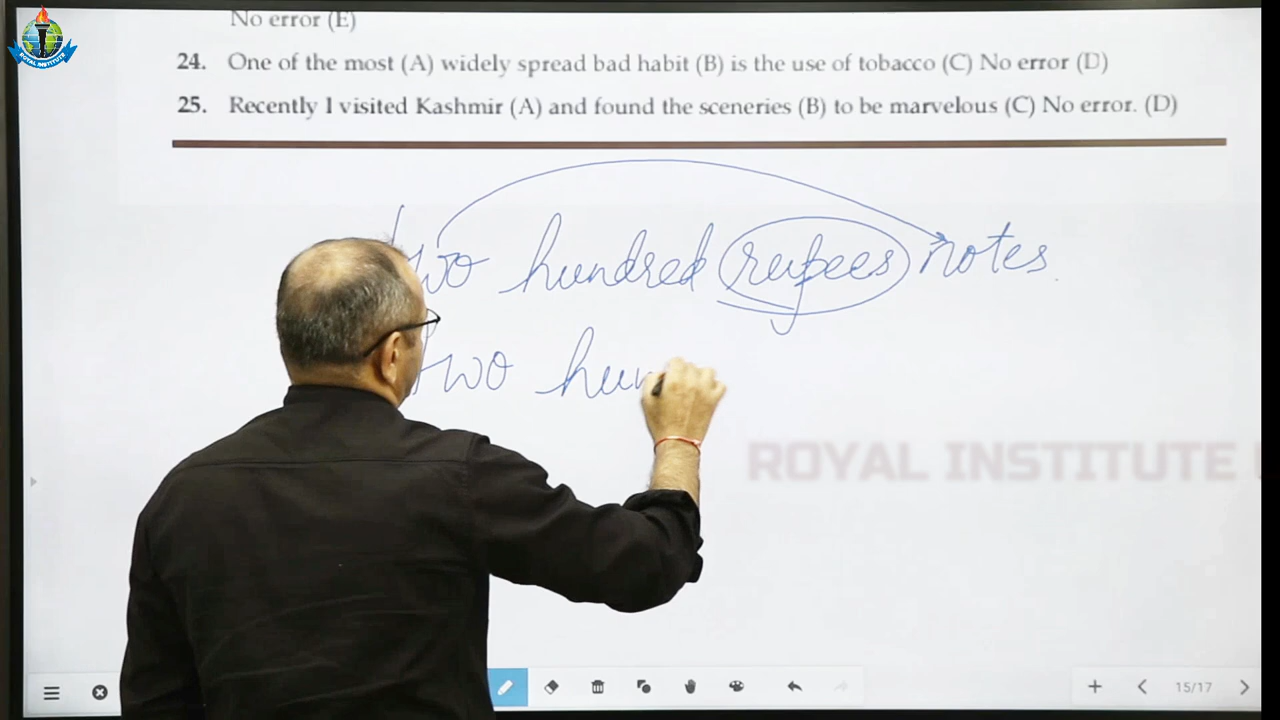 ROYAL INSTITUTE
No error (E)
24. One of the most (A) widely spread bad habit (B) is the use of tobacco (C) No error (D)
25. Recently I visited Kashmir (A) and found the sceneries (B) to be marvelous (C) No error. (D)
two hundred rupees notes.
two hun
ROYAL INSTITUTE
15/17